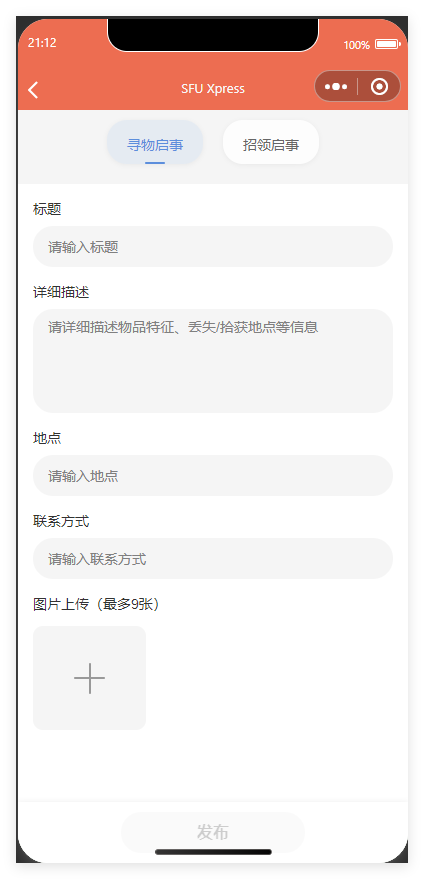 21:12
100%
SFU Xpress
寻物启事 招领启事
标题
请输入标题
详细描述
请详细描述物品特征、丢失/拾获地点等信息
地点
请输入地点
联系方式
请输入联系方式
图片上传（最多9张）
发布